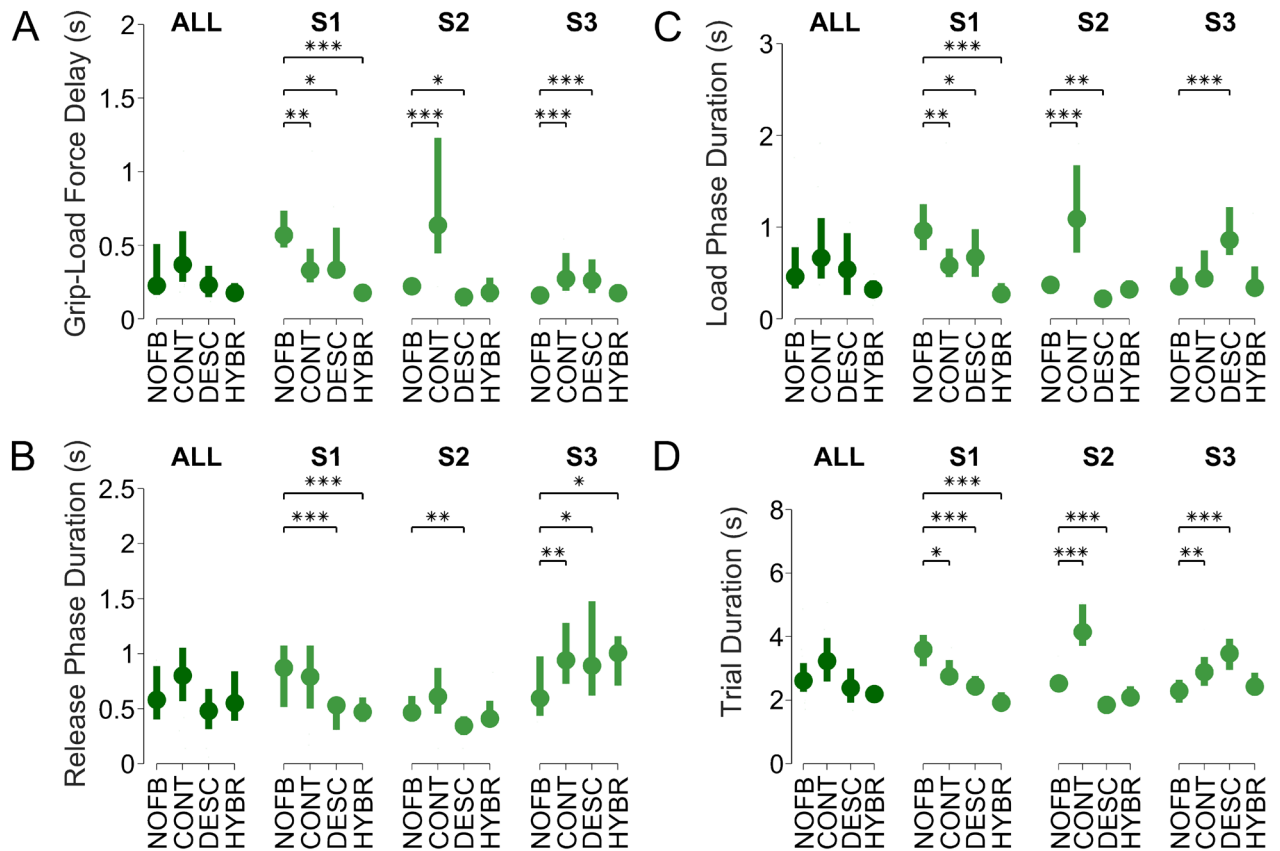 A
Grip-Load Force Delay (s)
2
1.5
1
0.5
0
ALL S1 S2 S3
*** 
* * ***
** *** ***
NOFB CONT DESC HYBR NOFB CONT DESC HYBR NOFB CONT DESC HYBR NOFB CONT DESC HYBR
C
Load Phase Duration (s)
3
2
1
0
ALL S1 S2 S3
***
* ** ***
** ***
NOFB CONT DESC HYBR NOFB CONT DESC HYBR NOFB CONT DESC HYBR NOFB CONT DESC HYBR
B
Release Phase Duration (s)
2.5
2
1.5
1
0.5
0
ALL S1 S2 S3
*** *
*** ** *
**
NOFB CONT DESC HYBR NOFB CONT DESC HYBR NOFB CONT DESC HYBR NOFB CONT DESC HYBR
D
Trial Duration (s)
8
6
4
2
0
ALL S1 S2 S3
***
*** *** ***
* *** **
NOFB CONT DESC HYBR NOFB CONT DESC HYBR NOFB CONT DESC HYBR NOFB CONT DESC HYBR